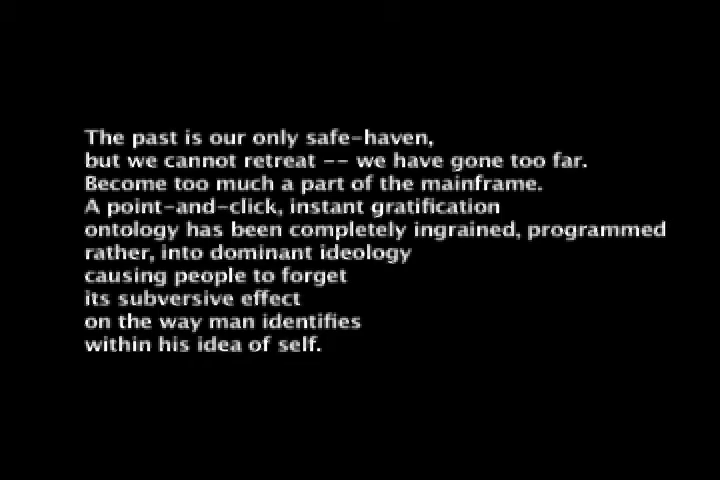 The past is our only safe-haven,
but we cannot retreat -- we have gone too far.
Become too much a part of the mainframe.
A point-and-click, instant gratification
ontology has been completely ingrained, programmed
rather, into dominant ideology
causing people to forget
its subversive effect
on the way man identifies
within his idea of self.